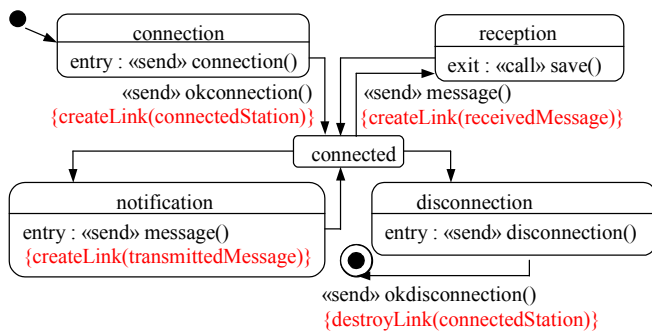 connection
entry : «send» connection()
reception
exit : «call» save()
«send» okconnection()
{createLink(connectedStation)}
«send» message()
{createLink(receivedMessage)}
connected
notification
entry : «send» message()
{createLink(transmittedMessage)}
disconnection
entry : «send» disconnection()
«send» okdisconnection()
{destroyLink(connectedStation)}